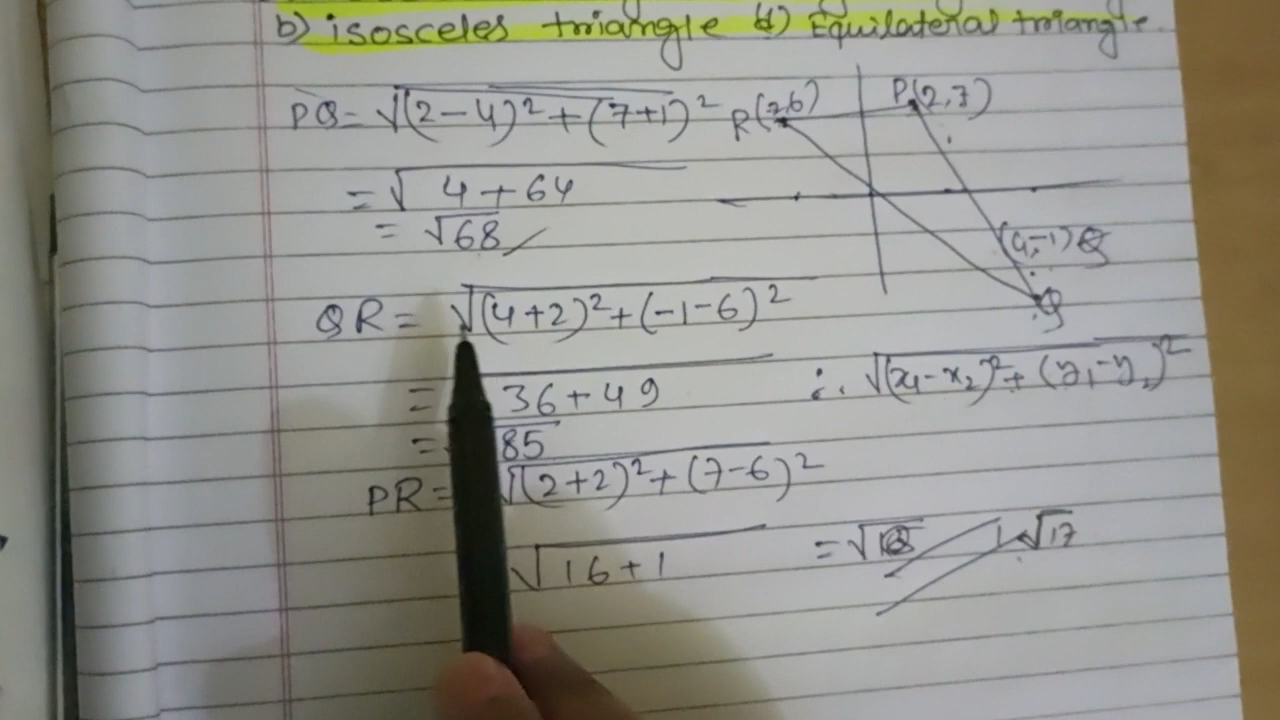 b) isosceles triangle d) Equilateral triangle.
PQ = √(2-4)² + (7+1)²
R(2,6)
P(2,7)
= √4+64
= √68
(4,-1) Q
Q
QR = √(4+2)² + (-1-6)²
= 36+49
∴ √(x₁-x₂)² + (y₁-y₂)²
= 85
PR = √(2+2)² + (7-6)²
√16+1
= √18
√17